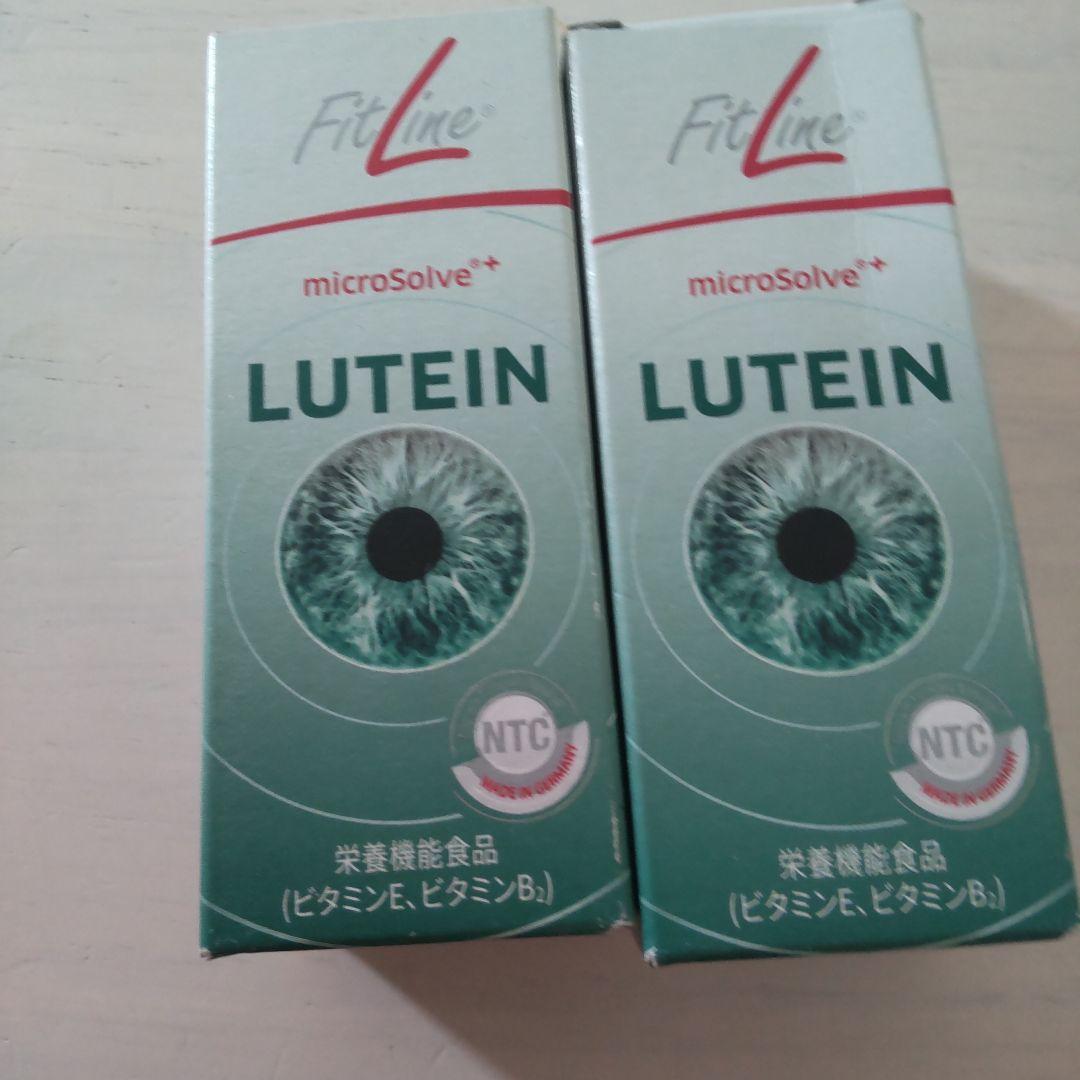 FitLine®
microSolve®+
LUTEIN
NTC®
MADE IN GERMANY
栄養機能食品
(ビタミンE、ビタミンB2)
FitLine®
microSolve®+
LUTEIN
NTC®
MADE IN GERMANY
栄養機能食品
(ビタミンE、ビタミンB2)